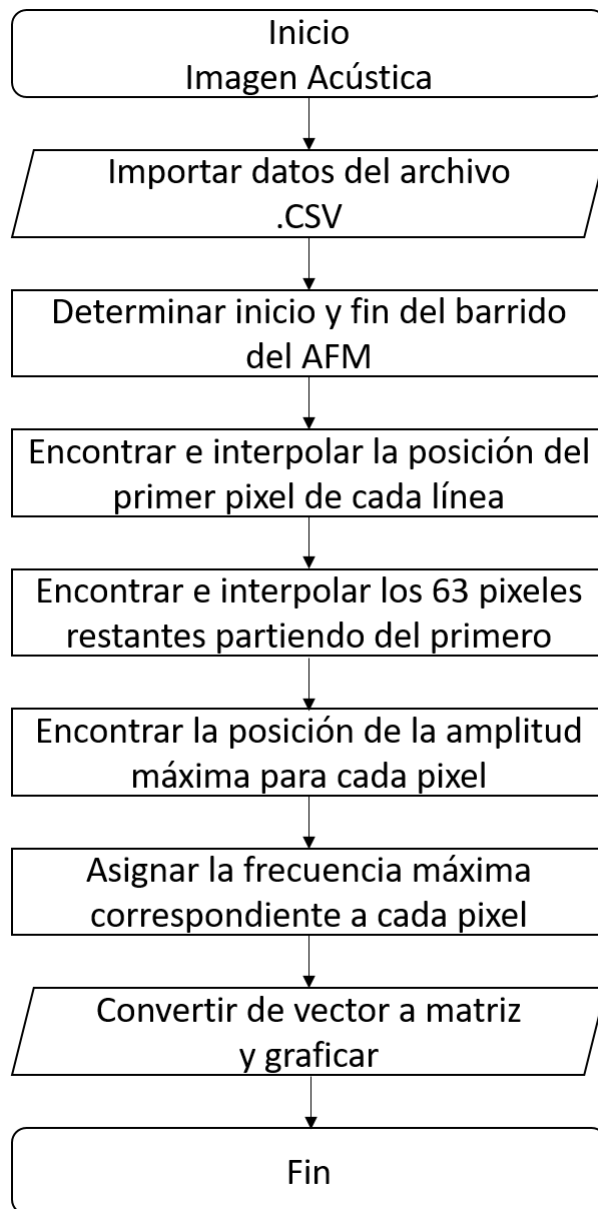 Inicio
Imagen Acústica
Importar datos del archivo
.CSV
Determinar inicio y fin del barrido
del AFM
Encontrar e interpolar la posición del
primer pixel de cada línea
Encontrar e interpolar los 63 pixeles
restantes partiendo del primero
Encontrar la posición de la amplitud
máxima para cada pixel
Asignar la frecuencia máxima
correspondiente a cada pixel
Convertir de vector a matriz
y graficar
Fin